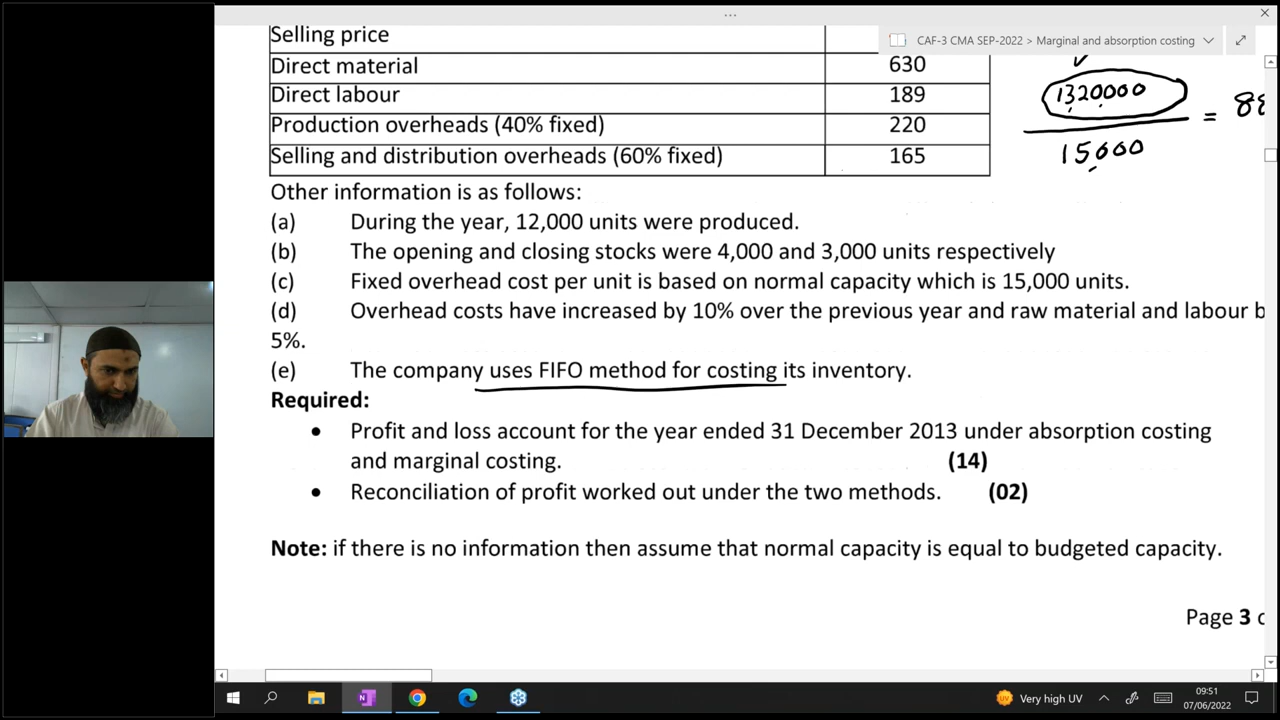 CAF-3 CMA SEP-2022 > Marginal and absorption costing
Selling price
Direct material 630
Direct labour 189
Production overheads (40% fixed) 220
Selling and distribution overheads (60% fixed) 165
1320000
15,000
= 88
Other information is as follows:
(a) During the year, 12,000 units were produced.
(b) The opening and closing stocks were 4,000 and 3,000 units respectively
(c) Fixed overhead cost per unit is based on normal capacity which is 15,000 units.
(d) Overhead costs have increased by 10% over the previous year and raw material and labour b
5%.
(e) The company uses FIFO method for costing its inventory.
Required:
• Profit and loss account for the year ended 31 December 2013 under absorption costing
and marginal costing. (14)
• Reconciliation of profit worked out under the two methods. (02)
Note: if there is no information then assume that normal capacity is equal to budgeted capacity.
Page 3 o
Very high UV
09:51
07/06/2022